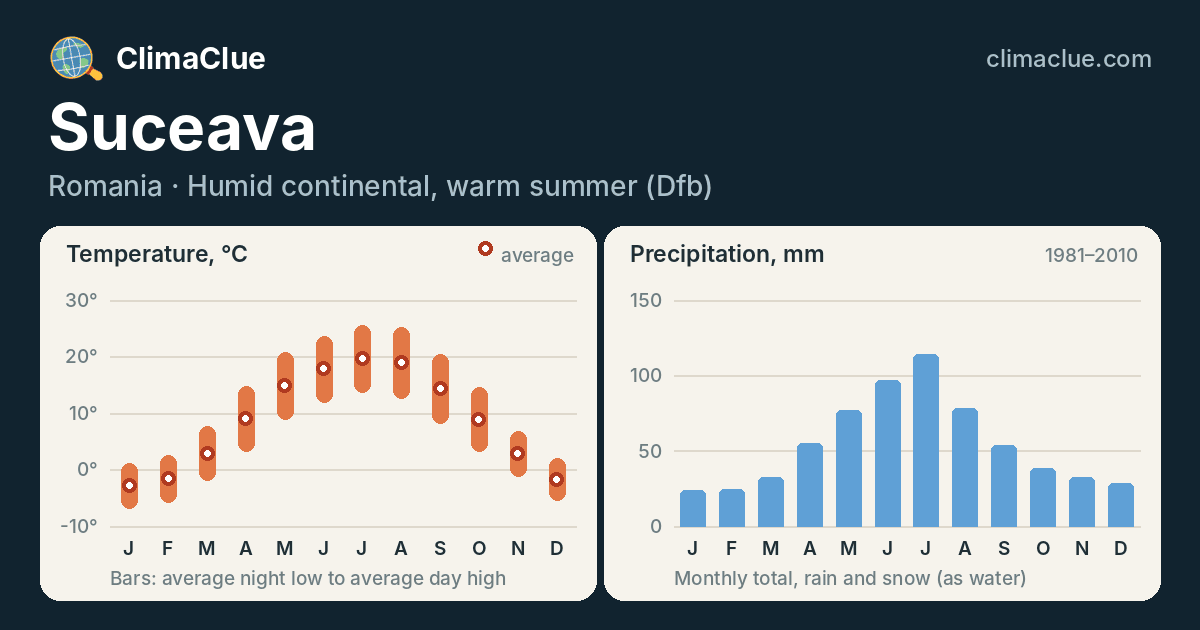 ClimaClue
climaclue.com
Suceava
Romania · Humid continental, warm summer (Dfb)
Temperature, °C
average
30°
20°
10°
0°
-10°
J F M A M J J A S O N D
Bars: average night low to average day high
Precipitation, mm
1981–2010
150
100
50
0
J F M A M J J A S O N D
Monthly total, rain and snow (as water)